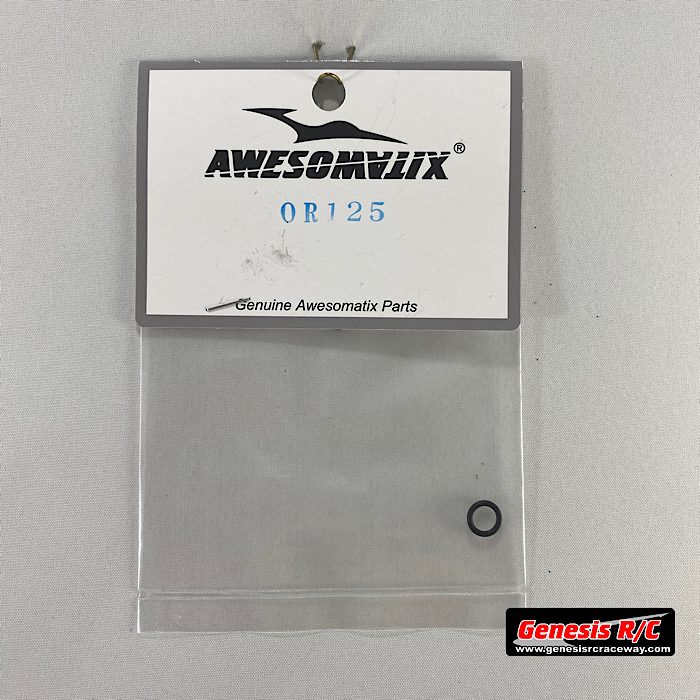 AWESOMATIX®
OR125
Genuine Awesomatix Parts
Genesis R/C
www.genesisrcraceway.com